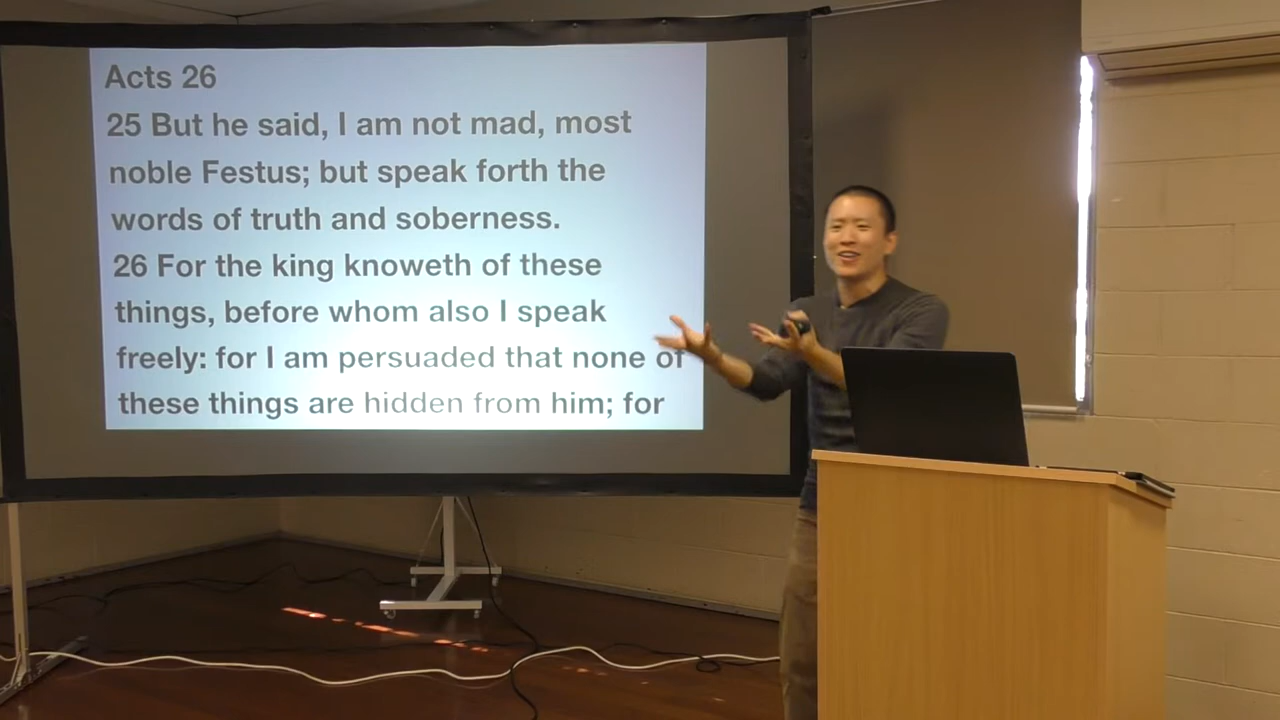 Acts 26
25 But he said, I am not mad, most
noble Festus; but speak forth the
words of truth and soberness.
26 For the king knoweth of these
things, before whom also I speak
freely: for I am persuaded that none of
these things are hidden from him; for